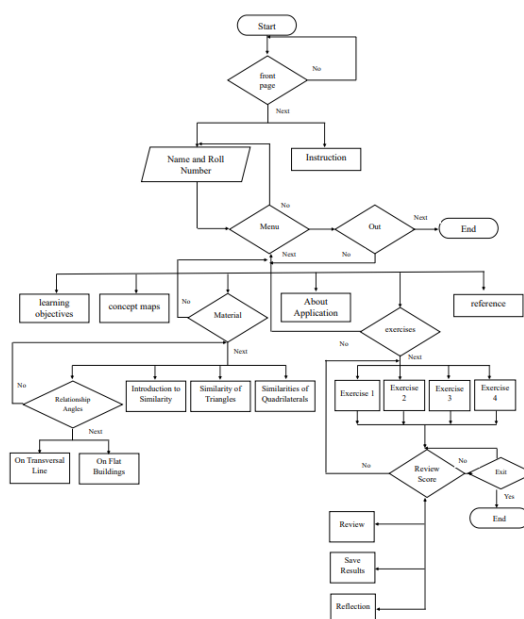 Start
front
page
No
Next
Name and Roll
Number
Instruction
No
Menu
Out
Next
End
Next
No
learning
objectives
concept maps
No
Material
About
Application
exercises
reference
No
Next
Next
No
Relationship
Angles
Introduction to
Similarity
Similarity of
Triangles
Similarities of
Quadrilaterals
Exercise 1
Exercise
2
Exercise
3
Exercise
4
Next
On Transversal
Line
On Flat
Buildings
No
Review
Score
No
Exit
Yes
End
Review
Save
Results
Reflection